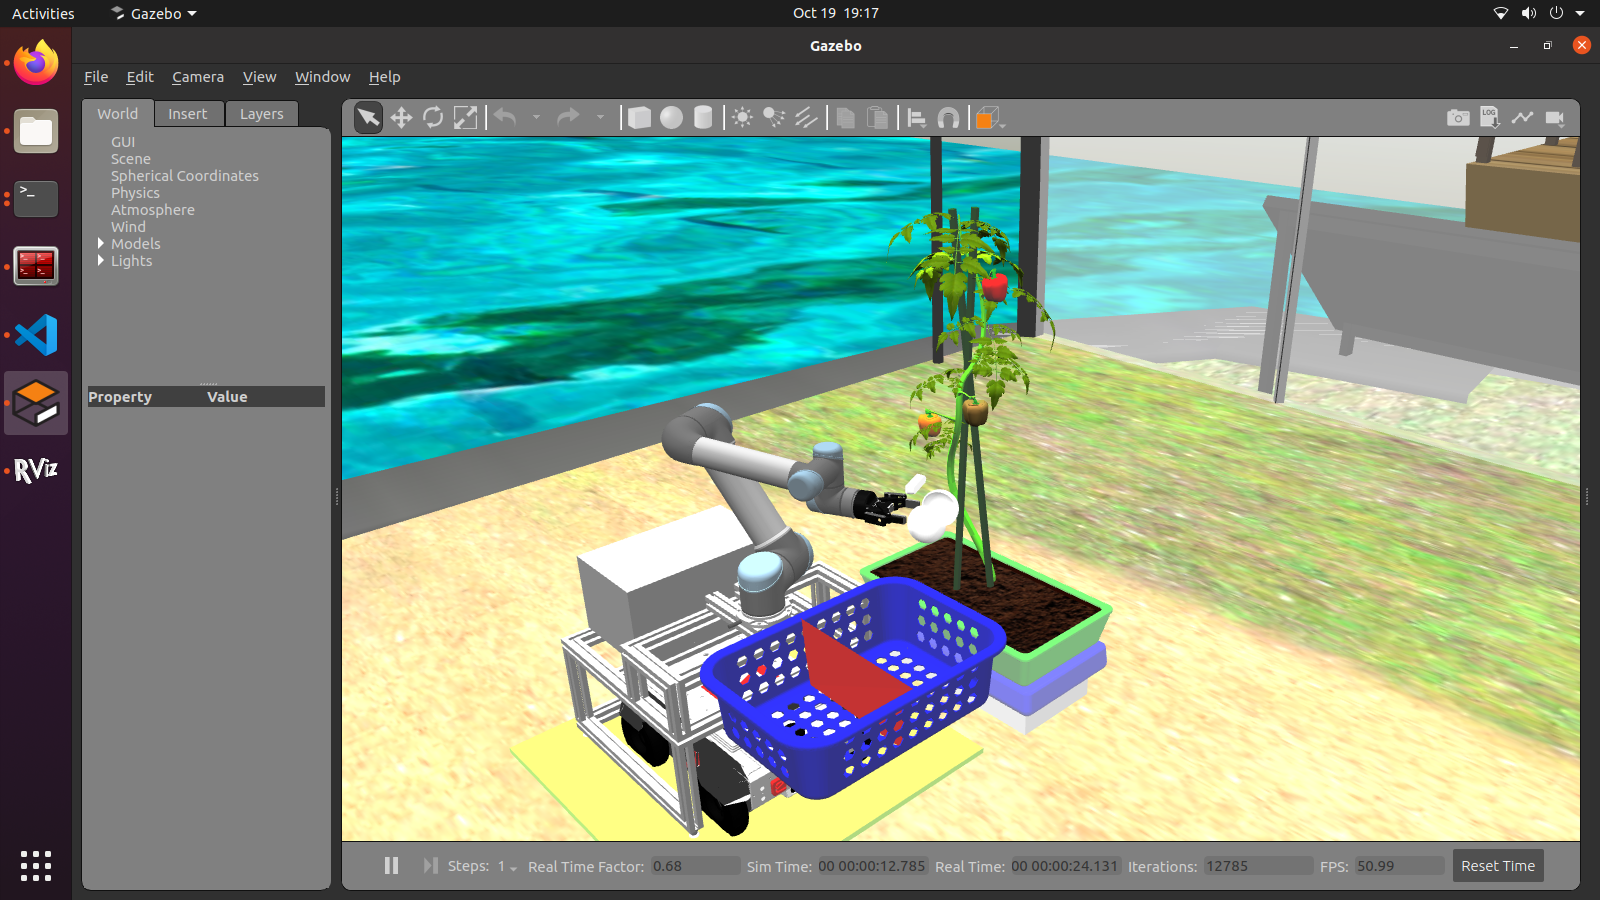 Activities
Gazebo
Oct 19 19:17
Gazebo
File Edit Camera View Window Help
World Insert Layers
GUI
Scene
Spherical Coordinates
Physics
Atmosphere
Wind
Models
Lights
Property Value
LOG
>_
RViz
Steps: 1 Real Time Factor: 0.68 Sim Time: 00 00:00:12.785 Real Time: 00 00:00:24.131 Iterations: 12785 FPS: 50.99 Reset Time